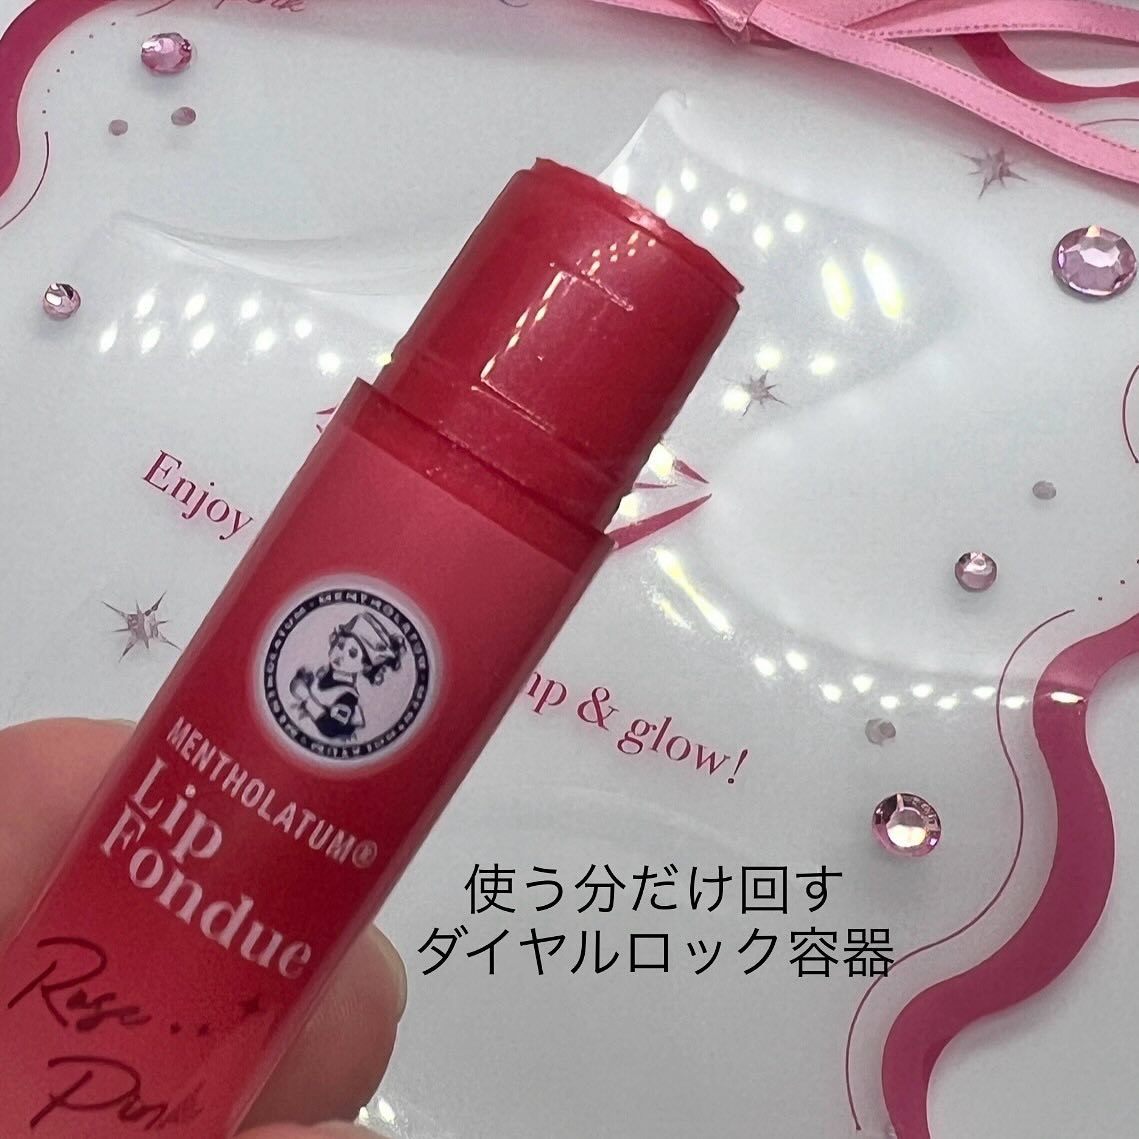 Enjoy
& glow!
MENTHOLATUM
MENTHOLATUM®
Lip
Fondue
Rose
Pink
使う分だけ回す
ダイヤルロック容器